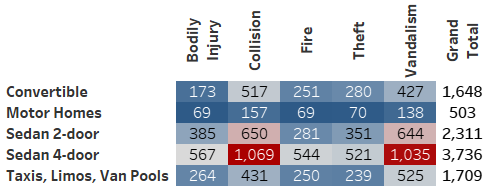 Bodily Injury Collision Fire Theft Vandalism Grand Total
Convertible 173 517 251 280 427 1,648
Motor Homes 69 157 69 70 138 503
Sedan 2-door 385 650 281 351 644 2,311
Sedan 4-door 567 1,069 544 521 1,035 3,736
Taxis, Limos, Van Pools 264 431 250 239 525 1,709